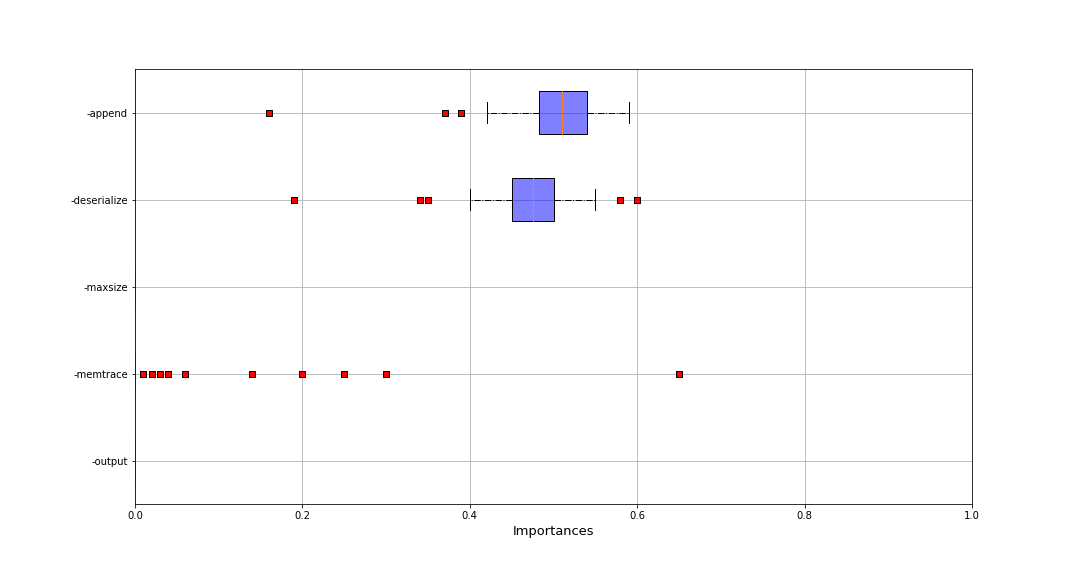 -append
-deserialize
-maxsize
-memtrace
-output
0.0 0.2 0.4 0.6 0.8 1.0
Importances